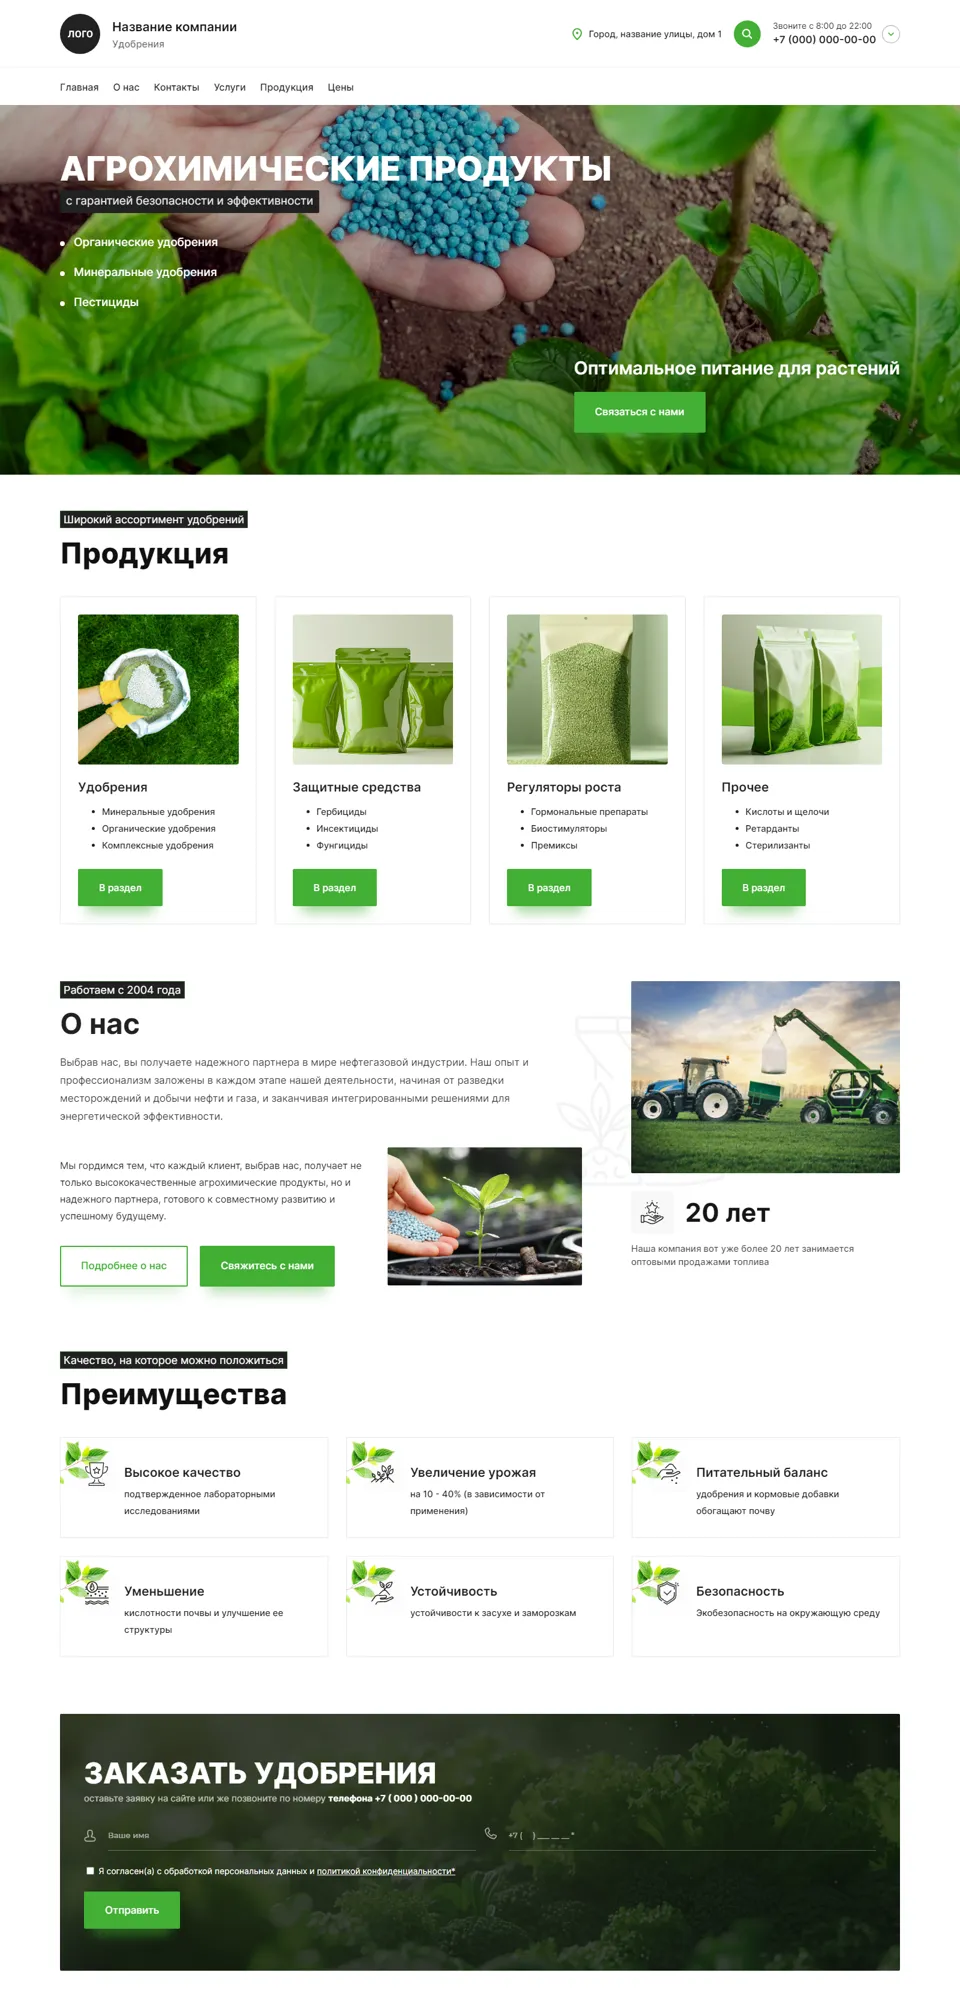 ЛОГО
Название компании
Удобрения
Город, название улицы, дом 1
Звоните с 8:00 до 22:00
+7 (000) 000-00-00
Главная О нас Контакты Услуги Продукция Цены
АГРОХИМИЧЕСКИЕ ПРОДУКТЫ
с гарантией безопасности и эффективности
Органические удобрения
Минеральные удобрения
Пестициды
Оптимальное питание для растений
Связаться с нами
Широкий ассортимент удобрений
Продукция
Удобрения
Минеральные удобрения
Органические удобрения
Комплексные удобрения
В раздел
Защитные средства
Гербициды
Инсектициды
Фунгициды
В раздел
Регуляторы роста
Гормональные препараты
Биостимуляторы
Премиксы
В раздел
Прочее
Кислоты и щелочи
Ретарданты
Стерилизанты
В раздел
Работаем с 2004 года
О нас
Выбрав нас, вы получаете надежного партнера в мире нефтегазовой индустрии. Наш опыт и
профессионализм заложены в каждом этапе нашей деятельности, начиная от разведки
месторождений и добычи нефти и газа, и заканчивая интегрированными решениями для
энергетической эффективности.
Мы гордимся тем, что каждый клиент, выбрав нас, получает не
только высококачественные агрохимические продукты, но и
надежного партнера, готового к совместному развитию и
успешному будущему.
Подробнее о нас
Свяжитесь с нами
20 лет
Наша компания вот уже более 20 лет занимается
оптовыми продажами топлива
Качество, на которое можно положиться
Преимущества
Высокое качество
подтвержденное лабораторными
исследованиями
Увеличение урожая
на 10 - 40% (в зависимости от
применения)
Питательный баланс
удобрения и кормовые добавки
обогащают почву
Уменьшение
кислотности почвы и улучшение ее
структуры
Устойчивость
устойчивости к засухе и заморозкам
Безопасность
Экобезопасность на окружающую среду
ЗАКАЗАТЬ УДОБРЕНИЯ
оставьте заявку на сайте или же позвоните по номеру телефона +7 ( 000 ) 000-00-00
Ваше имя
+7 (   ) ___ __ __ *
Я согласен(а) с обработкой персональных данных и политикой конфиденциальности*
Отправить